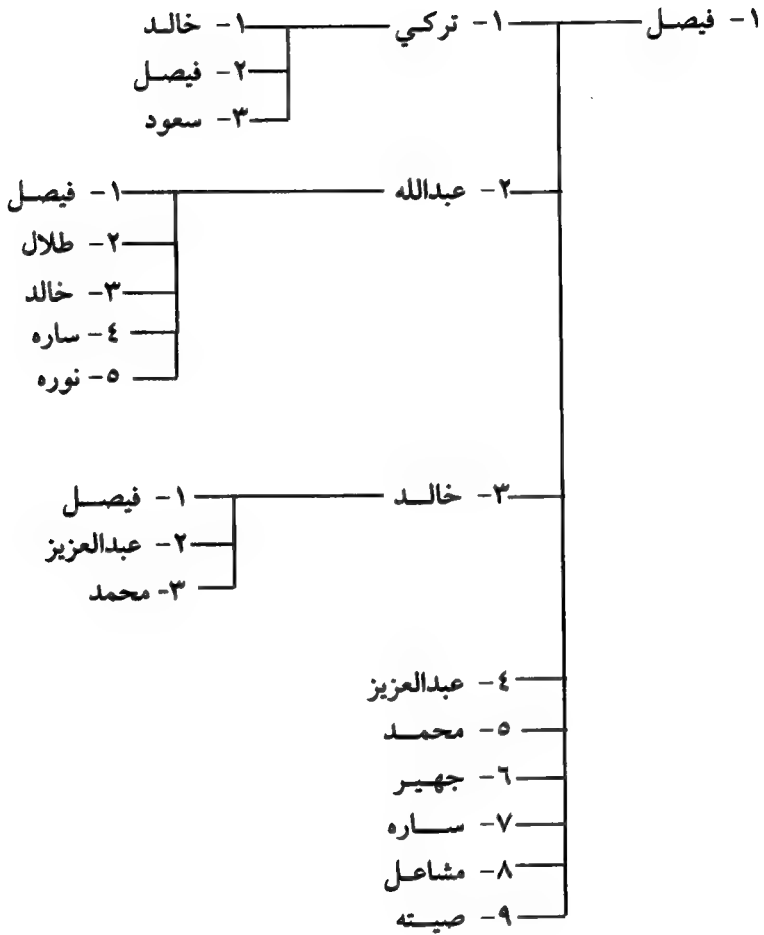 ١- فيصل ١- تركي ١- خالد
٢- فيصل
٣- سعود
٢- عبدالله ١- فيصل
٢- طلال
٣- خالد
٤- ساره
٥- نوره
٣- خالد ١- فيصل
٢- عبدالعزيز
٣- محمد
٤- عبدالعزيز
٥- محمد
٦- جهير
٧- ساره
٨- مشاعل
٩- صيته